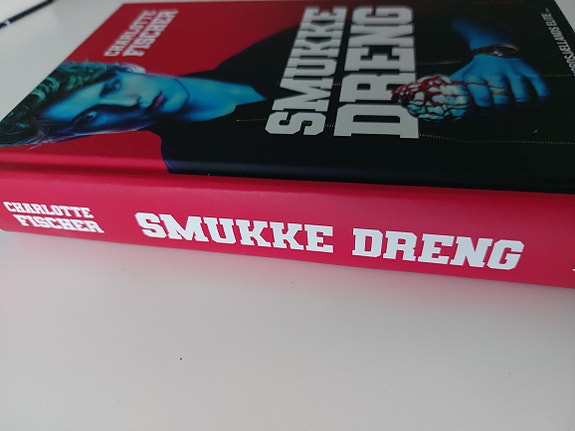 CHARLOTTE
FISCHER
SMUKKE
DRENG
CHARLOTTE
FISCHER
SMUKKE DRENG